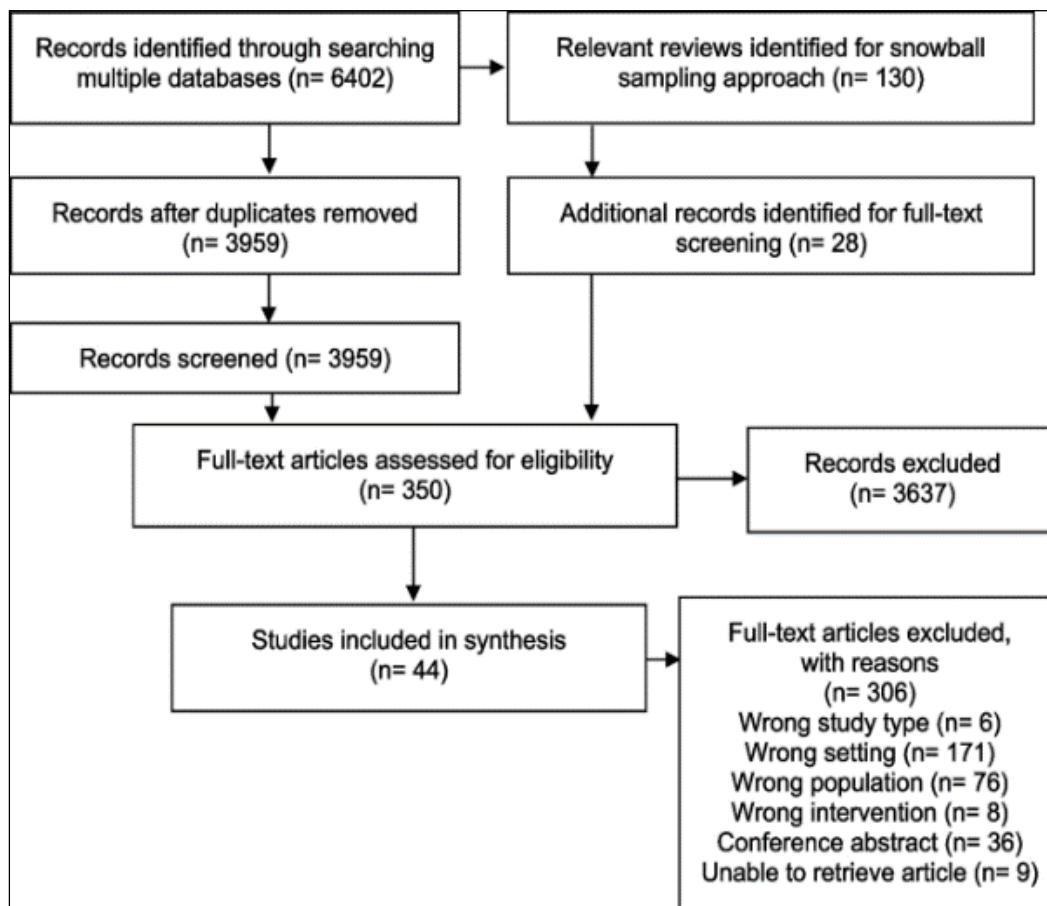 Records identified through searching
multiple databases (n= 6402)
Relevant reviews identified for snowball
sampling approach (n= 130)
Records after duplicates removed
(n= 3959)
Additional records identified for full-text
screening (n= 28)
Records screened (n= 3959)
Full-text articles assessed for eligibility
(n= 350)
Records excluded
(n= 3637)
Studies included in synthesis
(n= 44)
Full-text articles excluded,
with reasons
(n= 306)
Wrong study type (n= 6)
Wrong setting (n= 171)
Wrong population (n= 76)
Wrong intervention (n= 8)
Conference abstract (n= 36)
Unable to retrieve article (n= 9)